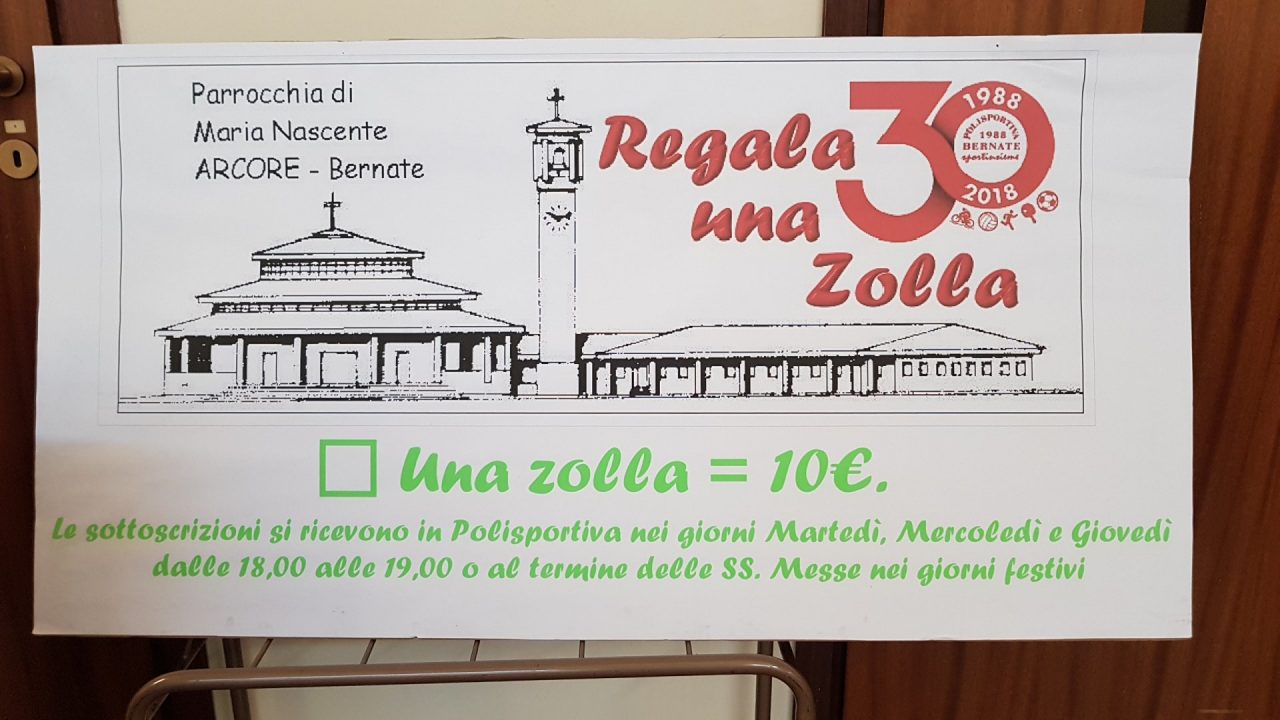 Parrocchia di
Maria Nascente
ARCORE - Bernate
Regala
una
Zolla
30
1988
POLISPORTIVA
1988
BERNATE
sportinsieme
2018
Una zolla = 10€.
Le sottoscrizioni si ricevono in Polisportiva nei giorni Martedì, Mercoledì e Giovedì
dalle 18,00 alle 19,00 o al termine delle SS. Messe nei giorni festivi